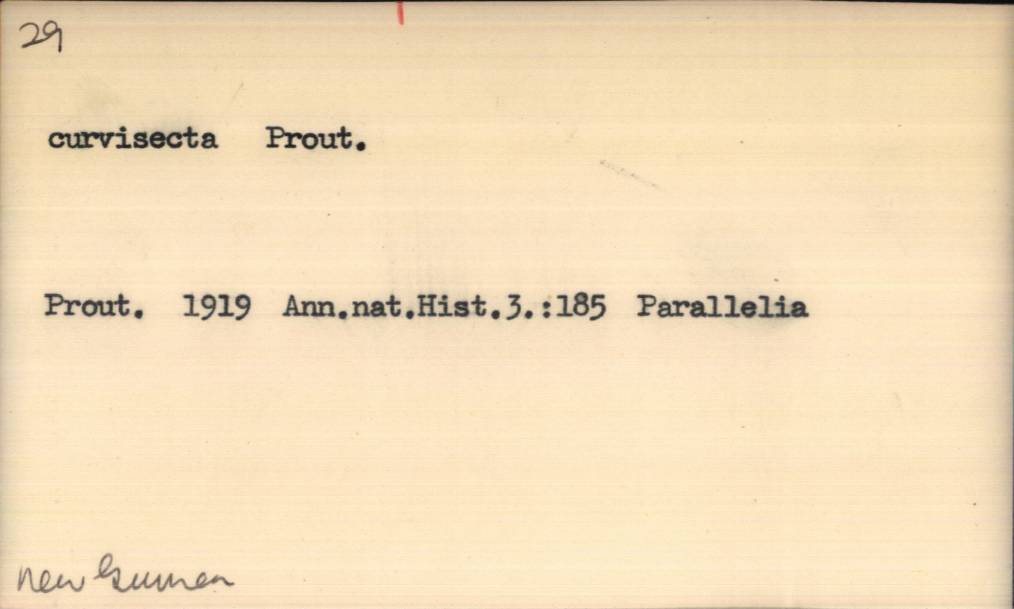 29
curvisecta Prout.
Prout. 1919 Ann.nat.Hist.3.:185 Parallelia
New Guinea